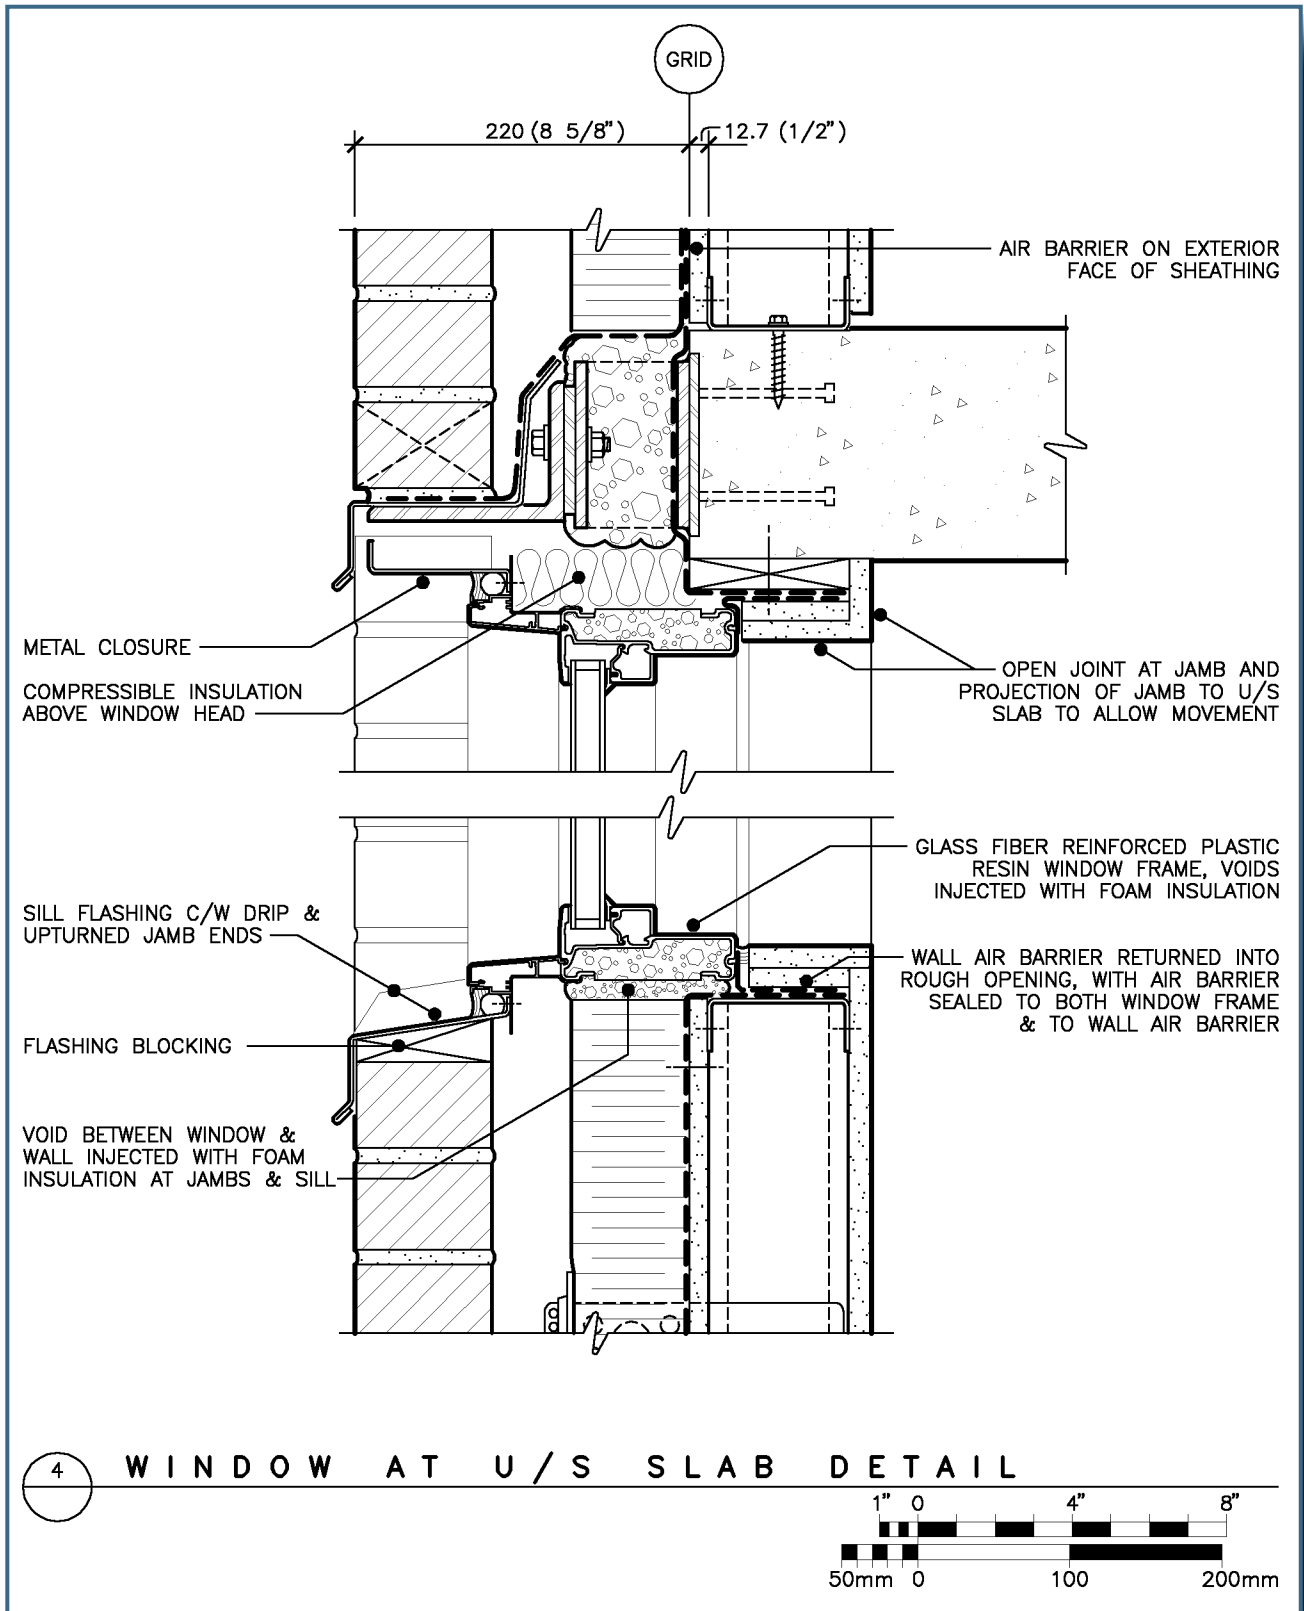 GRID
220 (8 5/8")
12.7 (1/2")
AIR BARRIER ON EXTERIOR
FACE OF SHEATHING
METAL CLOSURE
COMPRESSIBLE INSULATION
ABOVE WINDOW HEAD
OPEN JOINT AT JAMB AND
PROJECTION OF JAMB TO U/S
SLAB TO ALLOW MOVEMENT
GLASS FIBER REINFORCED PLASTIC
RESIN WINDOW FRAME, VOIDS
INJECTED WITH FOAM INSULATION
SILL FLASHING C/W DRIP &
UPTURNED JAMB ENDS
WALL AIR BARRIER RETURNED INTO
ROUGH OPENING, WITH AIR BARRIER
SEALED TO BOTH WINDOW FRAME
& TO WALL AIR BARRIER
FLASHING BLOCKING
VOID BETWEEN WINDOW &
WALL INJECTED WITH FOAM
INSULATION AT JAMBS & SILL
4
WINDOW AT U/S SLAB DETAIL
1" 0 4" 8"
50mm 0 100 200mm